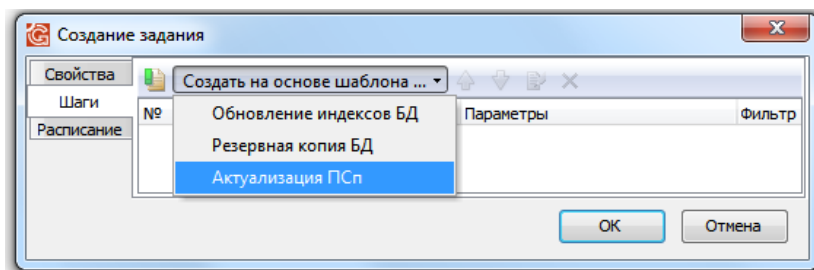 Создание задания
Свойства
Шаги
Расписание
Создать на основе шаблона ...
№ Параметры Фильтр
Обновление индексов БД
Резервная копия БД
Актуализация ПСп
ОК Отмена